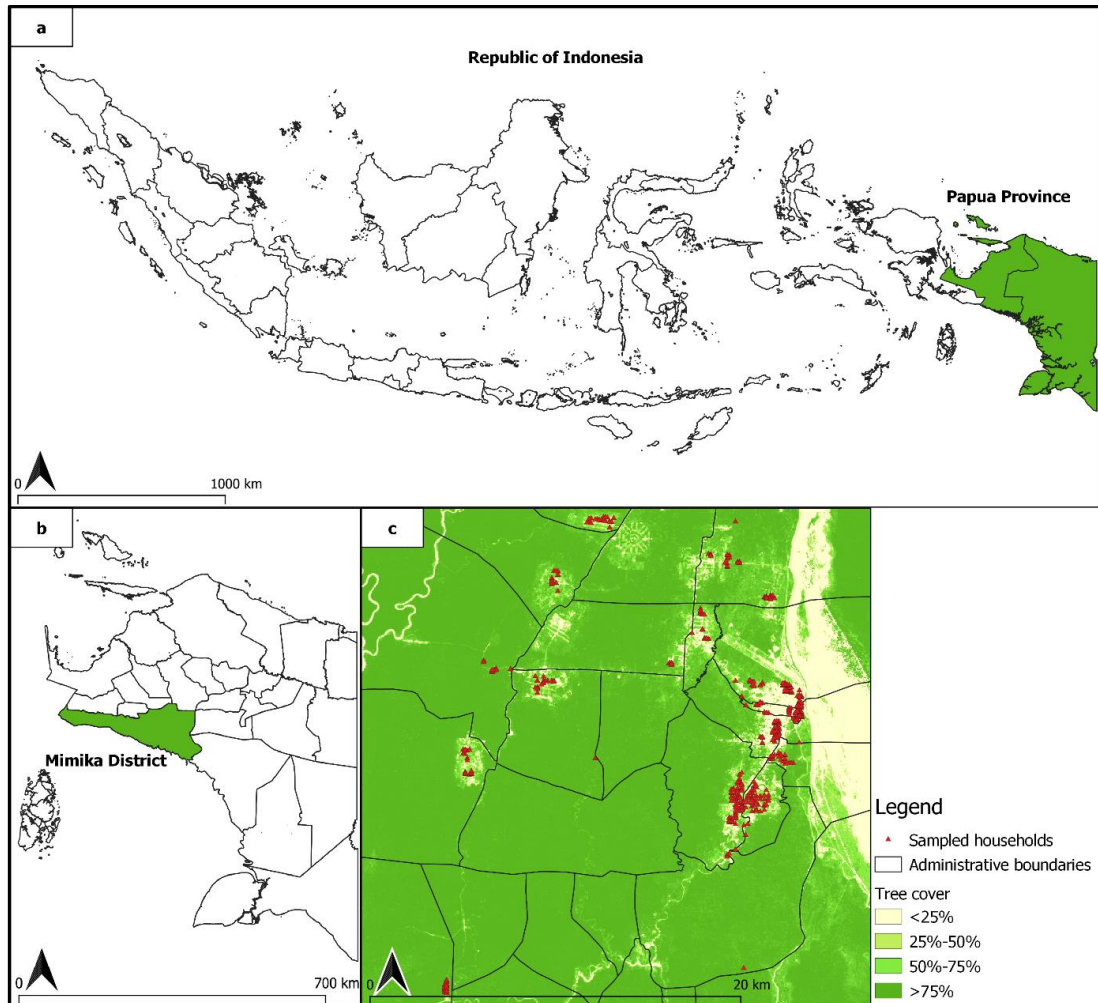 a
Republic of Indonesia
Papua Province
0
1000 km
b
Mimika District
0
700 km
c
0
20 km
Legend
Sampled households
Administrative boundaries
Tree cover
<25%
25%-50%
50%-75%
>75%